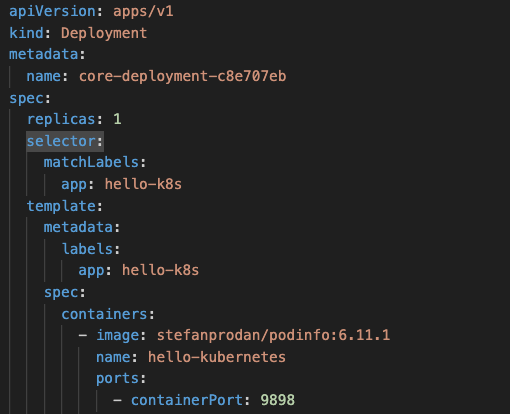 apiVersion: apps/v1
kind: Deployment
metadata:
  name: core-deployment-c8e707eb
spec:
  replicas: 1
  selector:
    matchLabels:
      app: hello-k8s
  template:
    metadata:
      labels:
        app: hello-k8s
    spec:
      containers:
        - image: stefanprodan/podinfo:6.11.1
          name: hello-kubernetes
          ports:
            - containerPort: 9898